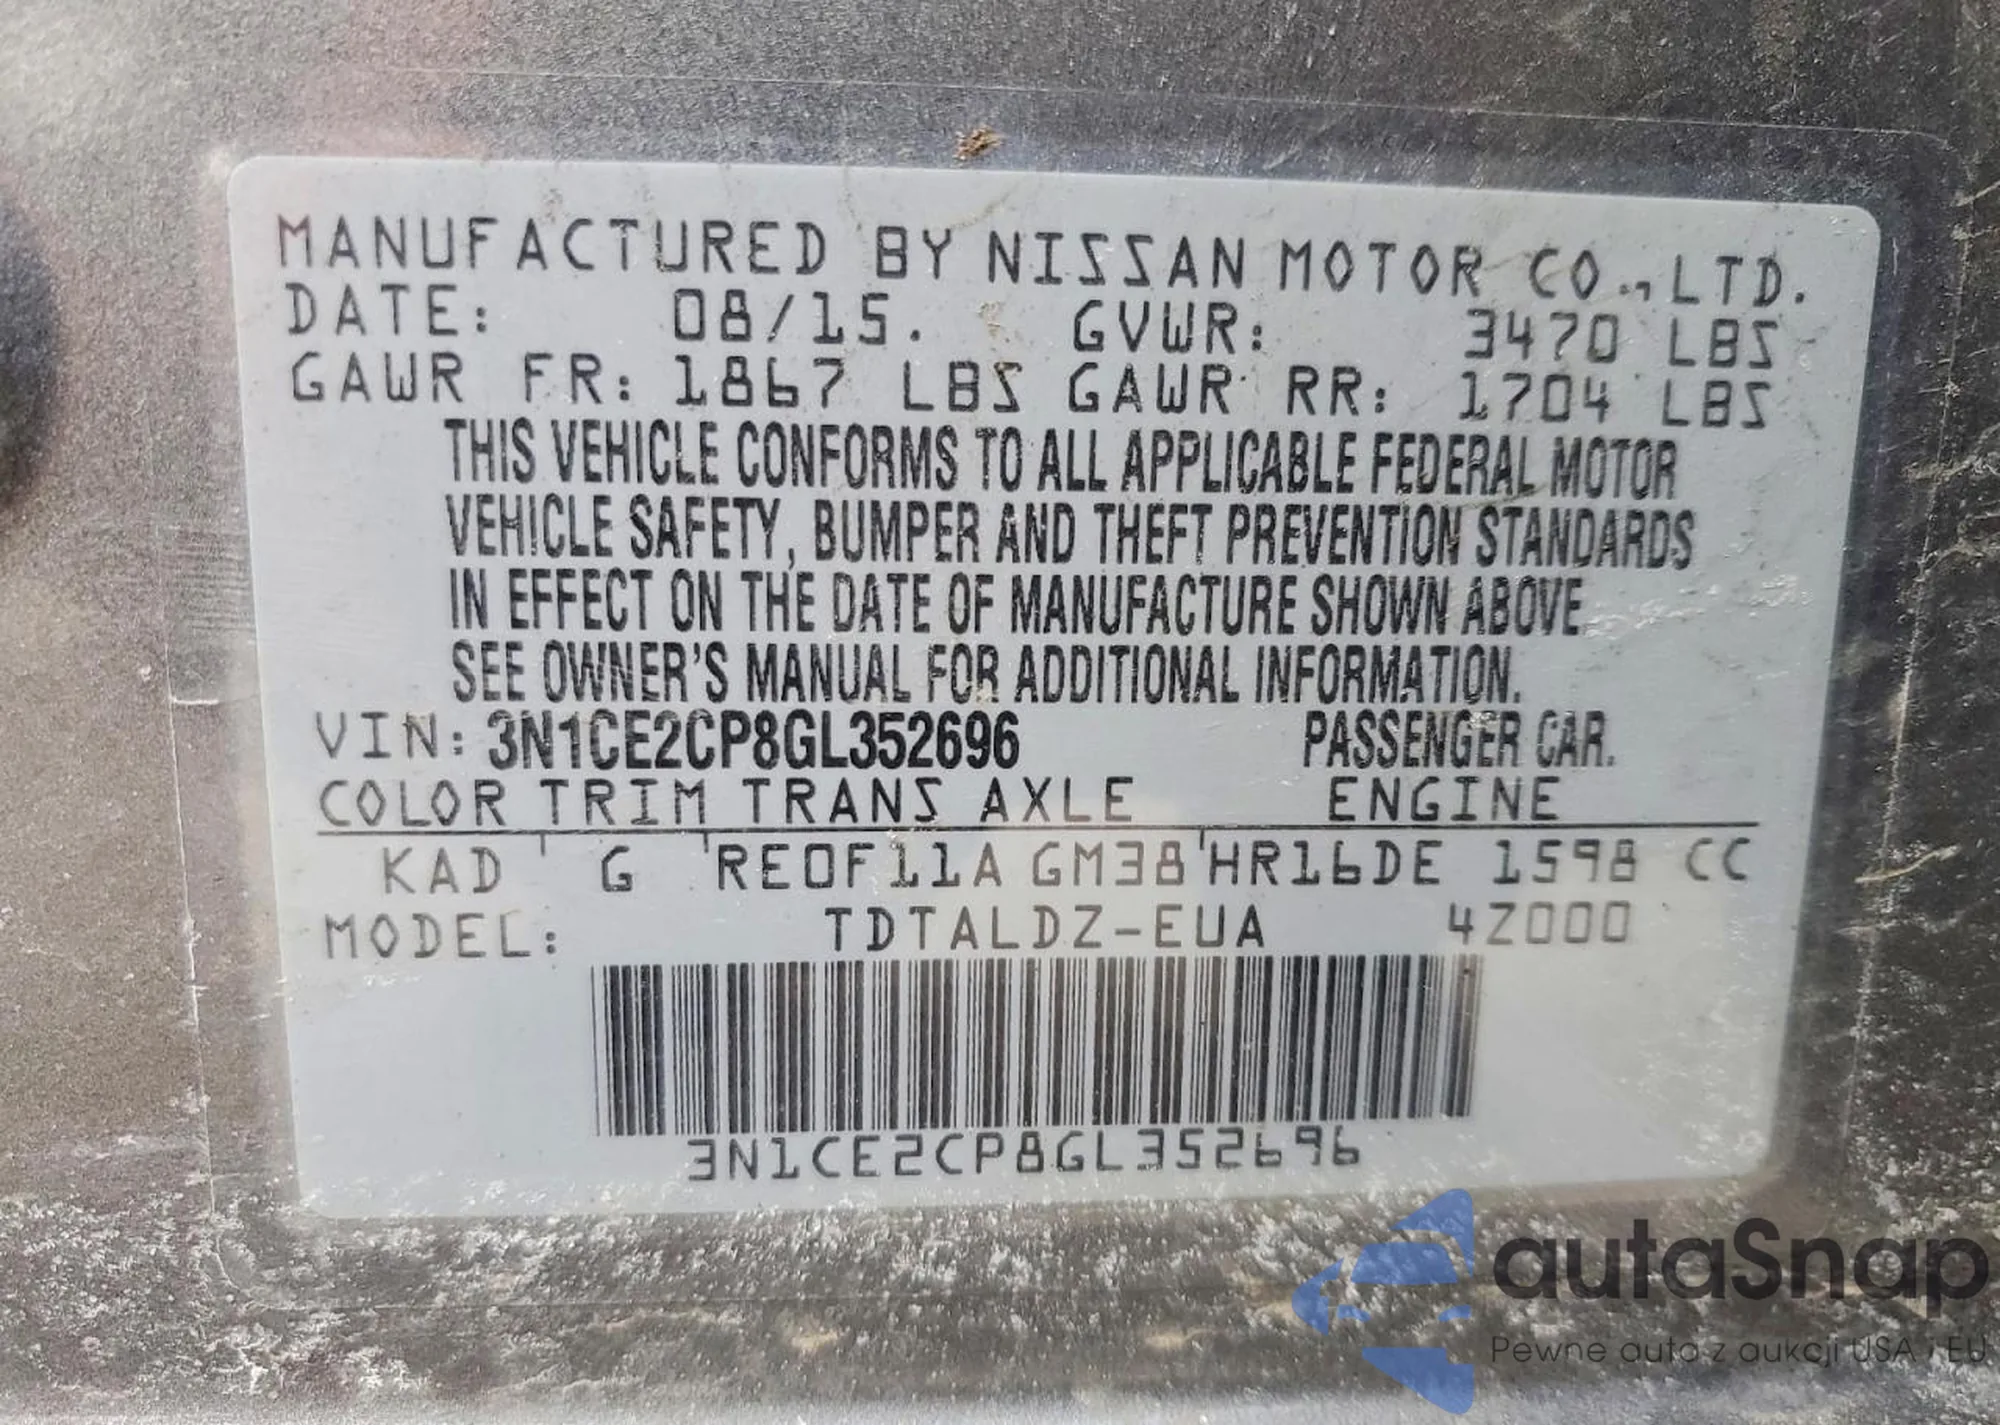 MANUFACTURED BY NISSAN MOTOR CO., LTD.
DATE: 08/15. GVWR: 3470 LBS
GAWR FR: 1867 LBS GAWR RR: 1704 LBS
THIS VEHICLE CONFORMS TO ALL APPLICABLE FEDERAL MOTOR
VEHICLE SAFETY, BUMPER AND THEFT PREVENTION STANDARDS
IN EFFECT ON THE DATE OF MANUFACTURE SHOWN ABOVE.
SEE OWNER'S MANUAL FOR ADDITIONAL INFORMATION.
VIN: 3N1CE2CP8GL352696 PASSENGER CAR.
COLOR TRIM TRANS AXLE ENGINE
KAD G RE0F11A GM38 HR16DE 1598 CC
MODEL: TDTALDZ-EUA 4Z000
3N1CE2CP8GL352696
autaSnap
Pewne auta z aukcji USA i EU